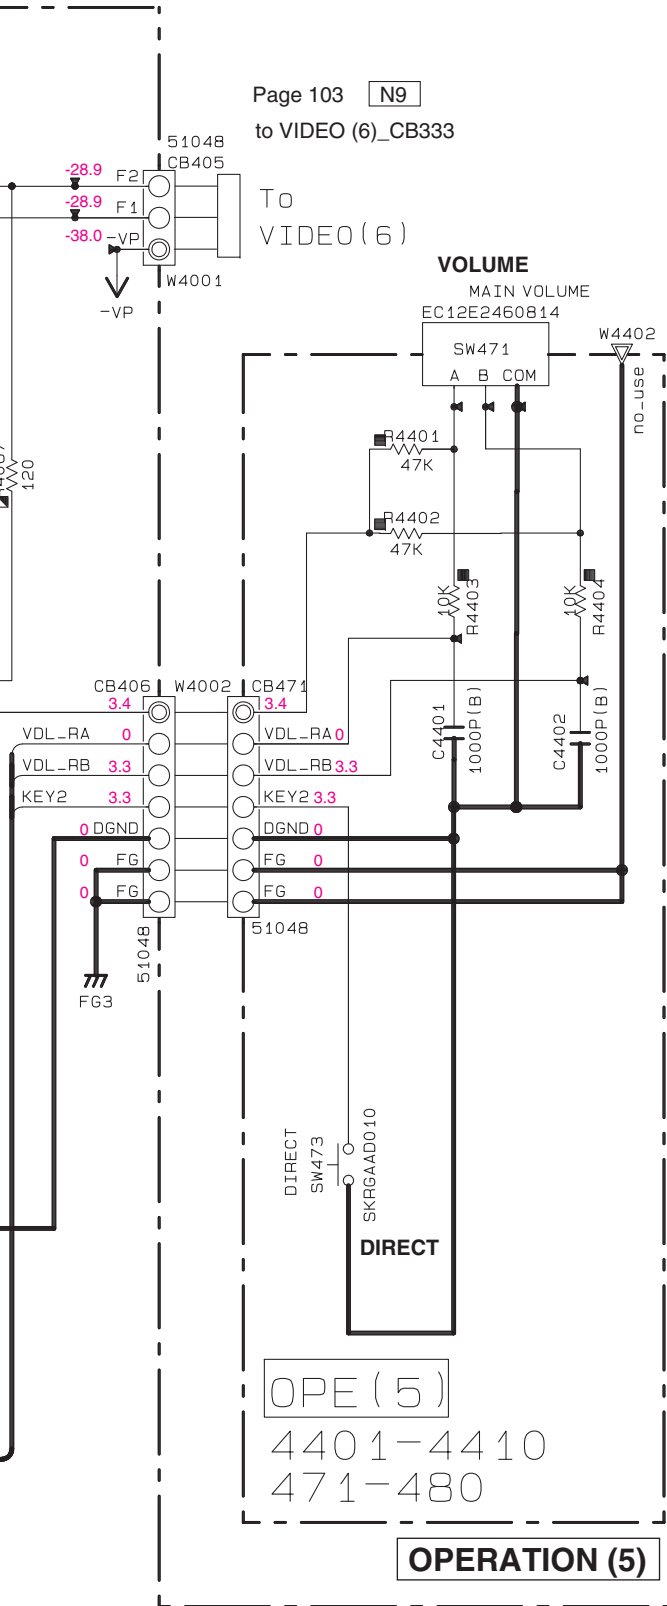 Page 103 N9
to VIDEO (6)_CB333
51048
CB405
-28.9 F2
-28.9 F1
-38.0 -VP
To
VIDEO(6)
W4001
-VP
VOLUME
MAIN VOLUME
EC12E2460814
SW471
A B COM
W4402
no_use
R4401
47K
R4402
47K
120
10K
R4403
10K
R4404
CB406 W4002 CB471
3.4 3.4
VDL_RA 0 VDL_RA 0
VDL_RB 3.3 VDL_RB 3.3
KEY2 3.3 KEY2 3.3
0 DGND DGND 0
0 FG FG 0
0 FG FG 0
C4401
1000P(B)
C4402
1000P(B)
51048
51048
FG3
DIRECT
SW473
SKRGAAD010
DIRECT
OPE(5)
4401-4410
471-480
OPERATION (5)